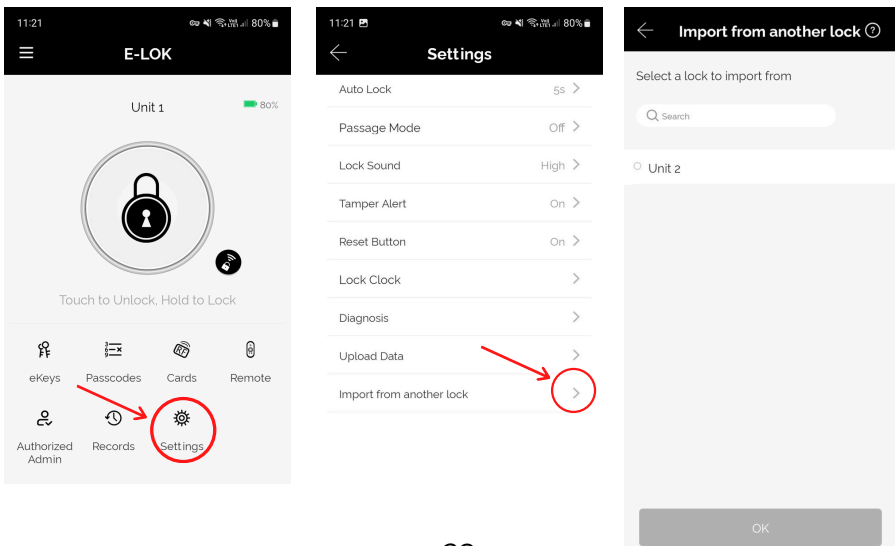 11:21
80%
E-LOK
Unit 1
80%
Touch to Unlock, Hold to Lock
eKeys
Passcodes
Cards
Remote
Authorized
Admin
Records
Settings
11:21
80%
Settings
Auto Lock 5s
Passage Mode Off
Lock Sound High
Tamper Alert On
Reset Button On
Lock Clock
Diagnosis
Upload Data
Import from another lock
Import from another lock ?
Select a lock to import from
Search
Unit 2
OK